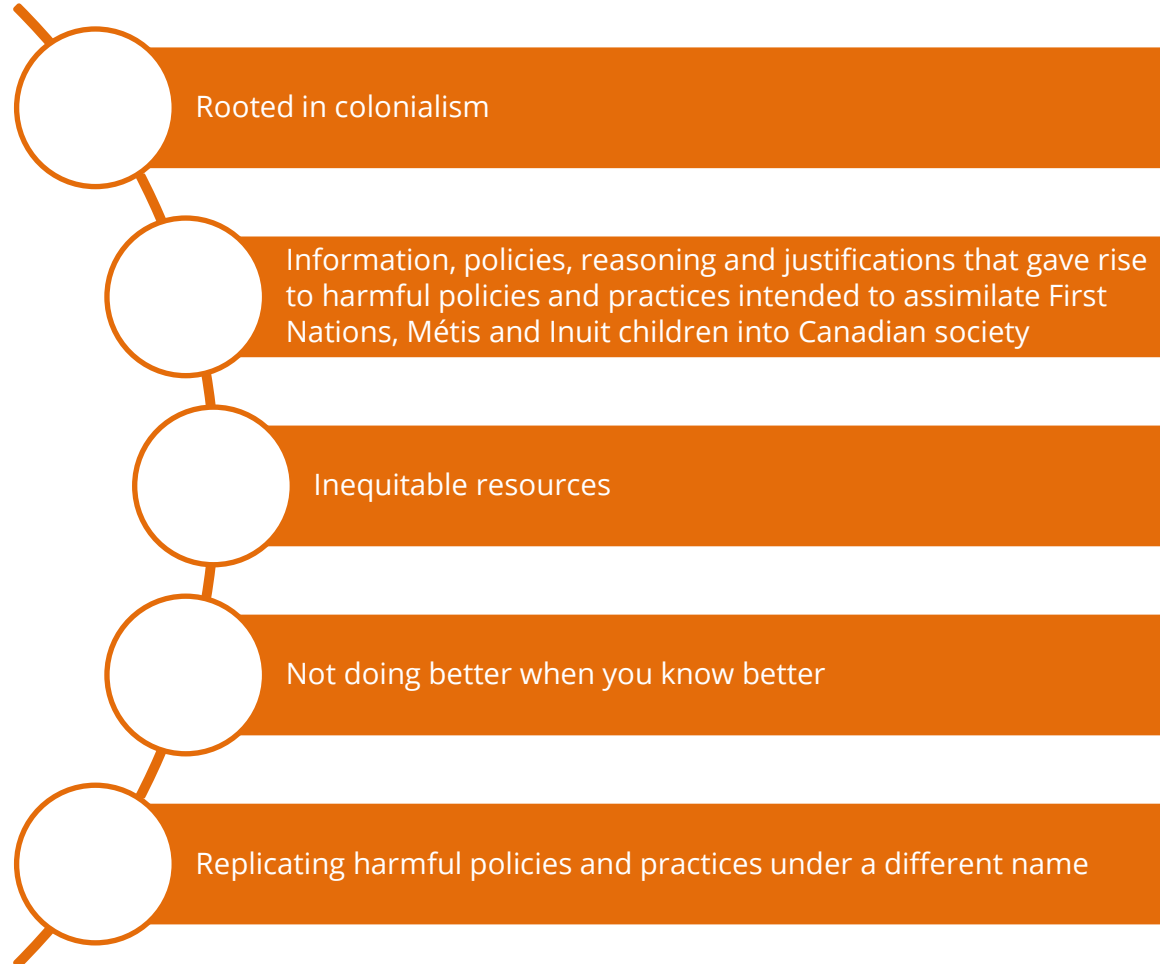 Rooted in colonialism
Information, policies, reasoning and justifications that gave rise
to harmful policies and practices intended to assimilate First
Nations, Métis and Inuit children into Canadian society
Inequitable resources
Not doing better when you know better
Replicating harmful policies and practices under a different name